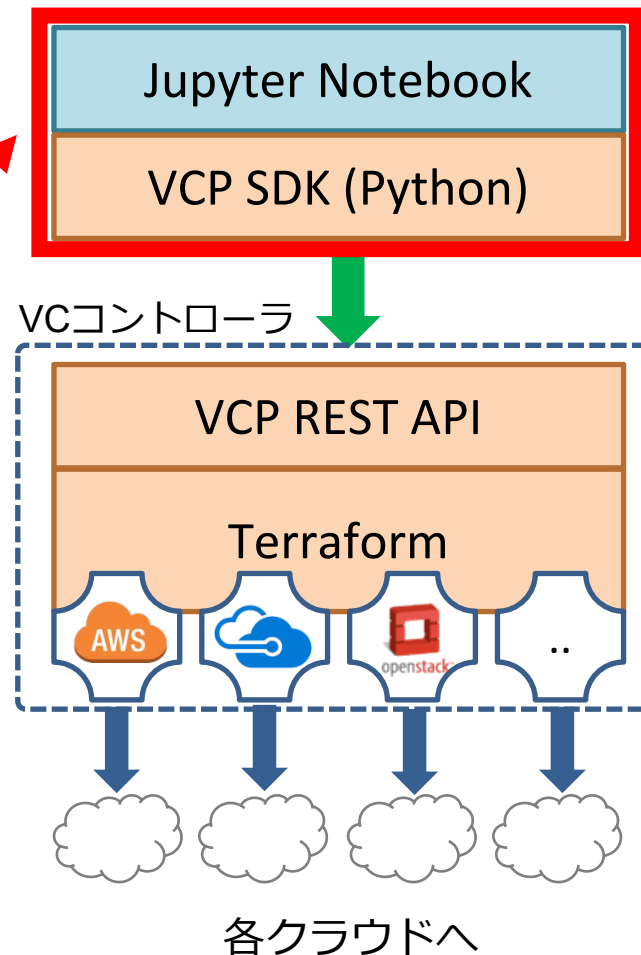 Jupyter Notebook
VCP SDK (Python)
VCコントローラ
VCP REST API
Terraform
AWS
openstack
..
各クラウドへ